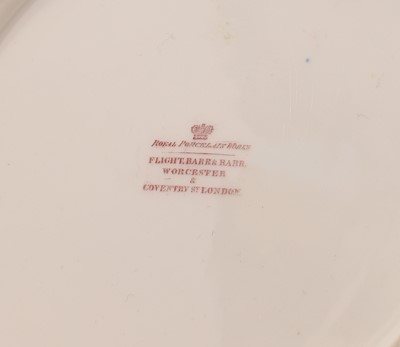 ROYAL PORCELAIN WORKS
FLIGHT, BARR & BARR.
WORCESTER
&
COVENTRY ST LONDON